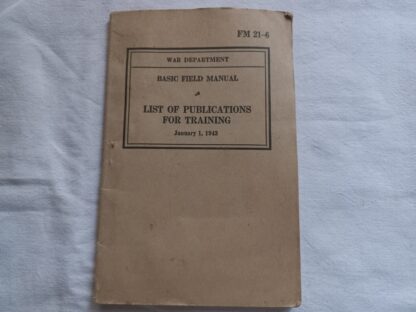 FM 21-6
WAR DEPARTMENT
BASIC FIELD MANUAL
LIST OF PUBLICATIONS
FOR TRAINING
January 1, 1943